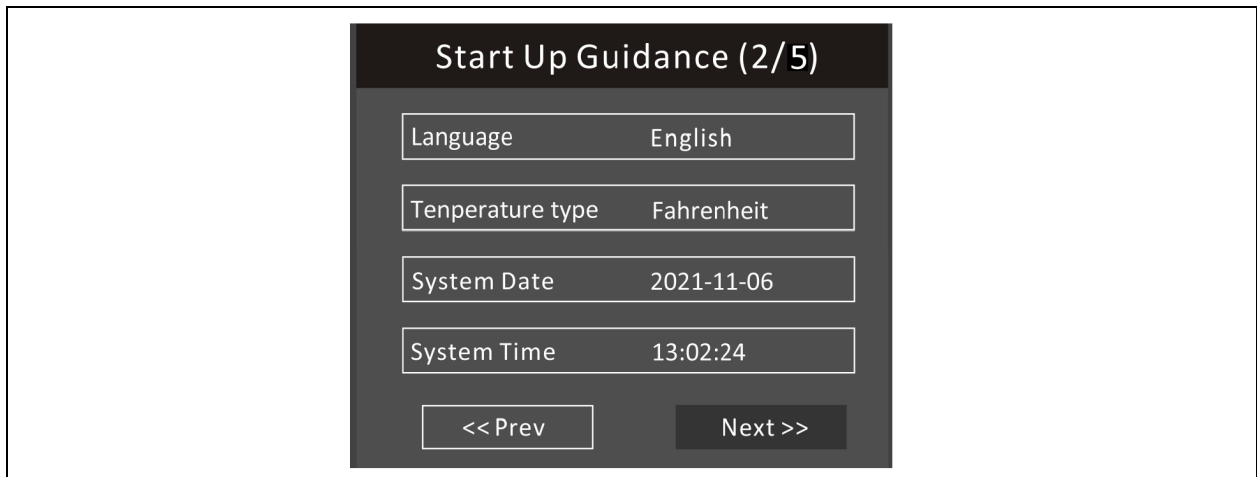 Start Up Guidance (2/5)
Language English
Tenperature type Fahrenheit
System Date 2021-11-06
System Time 13:02:24
<< Prev Next >>